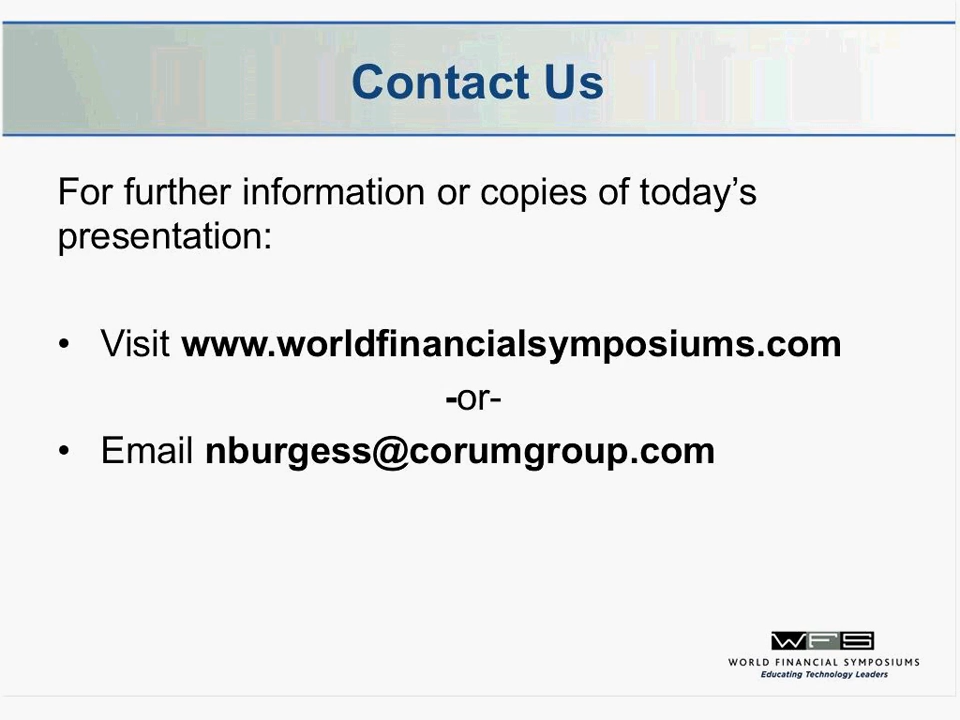 Contact Us
For further information or copies of today’s
presentation:
• Visit www.worldfinancialsymposiums.com
-or-
• Email nburgess@corumgroup.com
WFS
WORLD FINANCIAL SYMPOSIUMS
Educating Technology Leaders